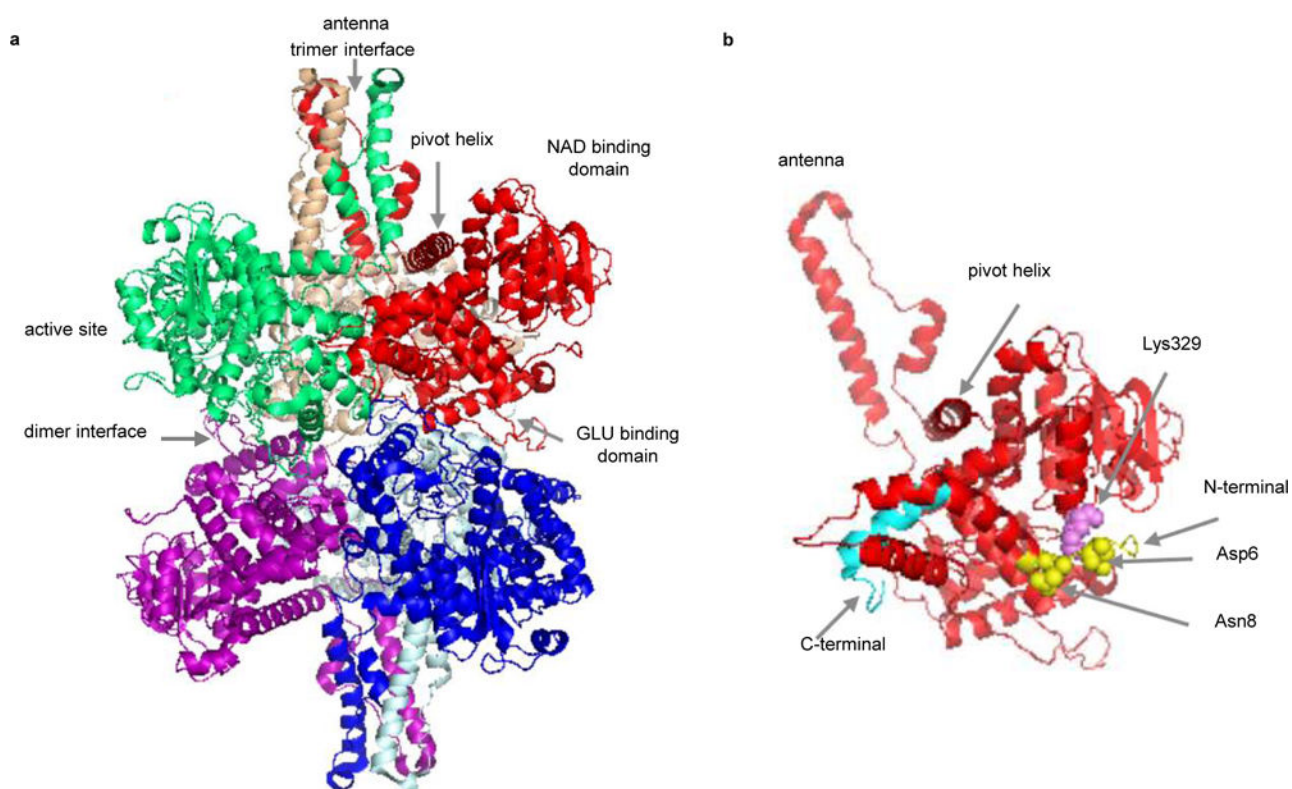 a
antenna
trimer interface
pivot helix
NAD binding
domain
active site
dimer interface
GLU binding
domain
b
antenna
pivot helix
Lys329
N-terminal
Asp6
Asn8
C-terminal